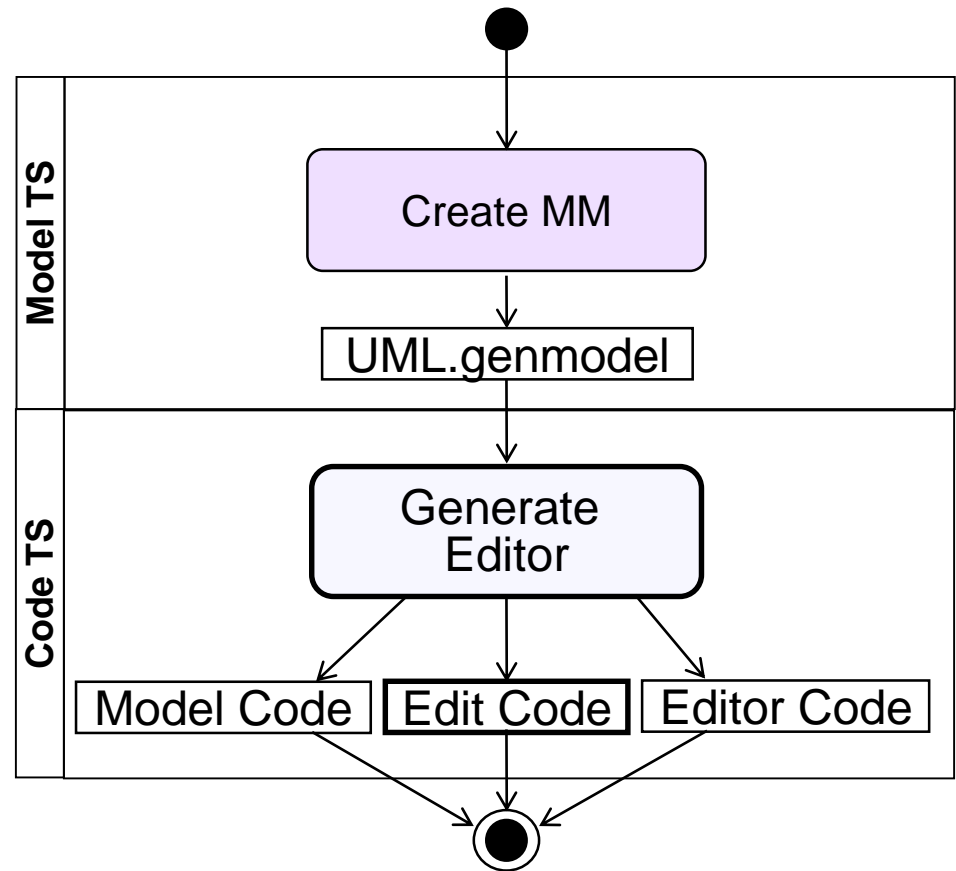 Model TS
Create MM
UML.genmodel
Code TS
Generate
Editor
Model Code
Edit Code
Editor Code